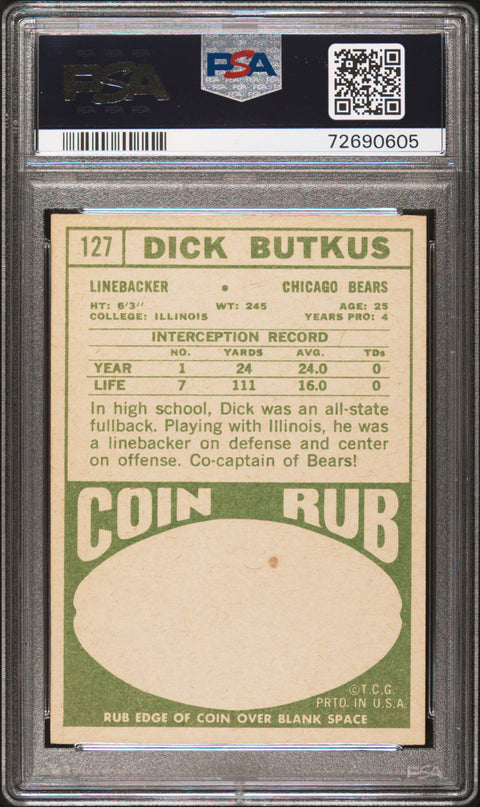 PSA
PSA
72690605
127 DICK BUTKUS
LINEBACKER • CHICAGO BEARS
HT: 6'3" WT: 245 AGE: 25
COLLEGE: ILLINOIS YEARS PRO: 4
INTERCEPTION RECORD
NO. YARDS AVG. TDs
YEAR 1 24 24.0 0
LIFE 7 111 16.0 0
In high school, Dick was an all-state
fullback. Playing with Illinois, he was
a linebacker on defense and center
on offense. Co-captain of Bears!
COIN RUB
©T.C.G.
PRTD. IN U.S.A.
RUB EDGE OF COIN OVER BLANK SPACE
PSA